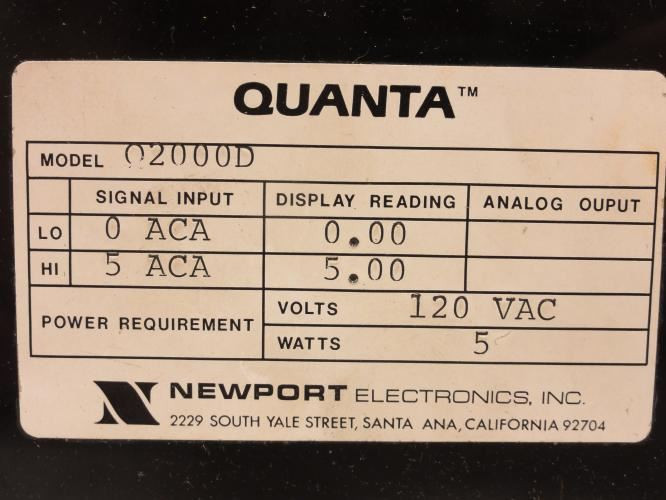 QUANTA™
MODEL Q2000D
SIGNAL INPUT DISPLAY READING ANALOG OUPUT
LO 0 ACA 0.00
HI 5 ACA 5.00
POWER REQUIREMENT VOLTS 120 VAC
WATTS 5
NEWPORT ELECTRONICS, INC.
2229 SOUTH YALE STREET, SANTA ANA, CALIFORNIA 92704